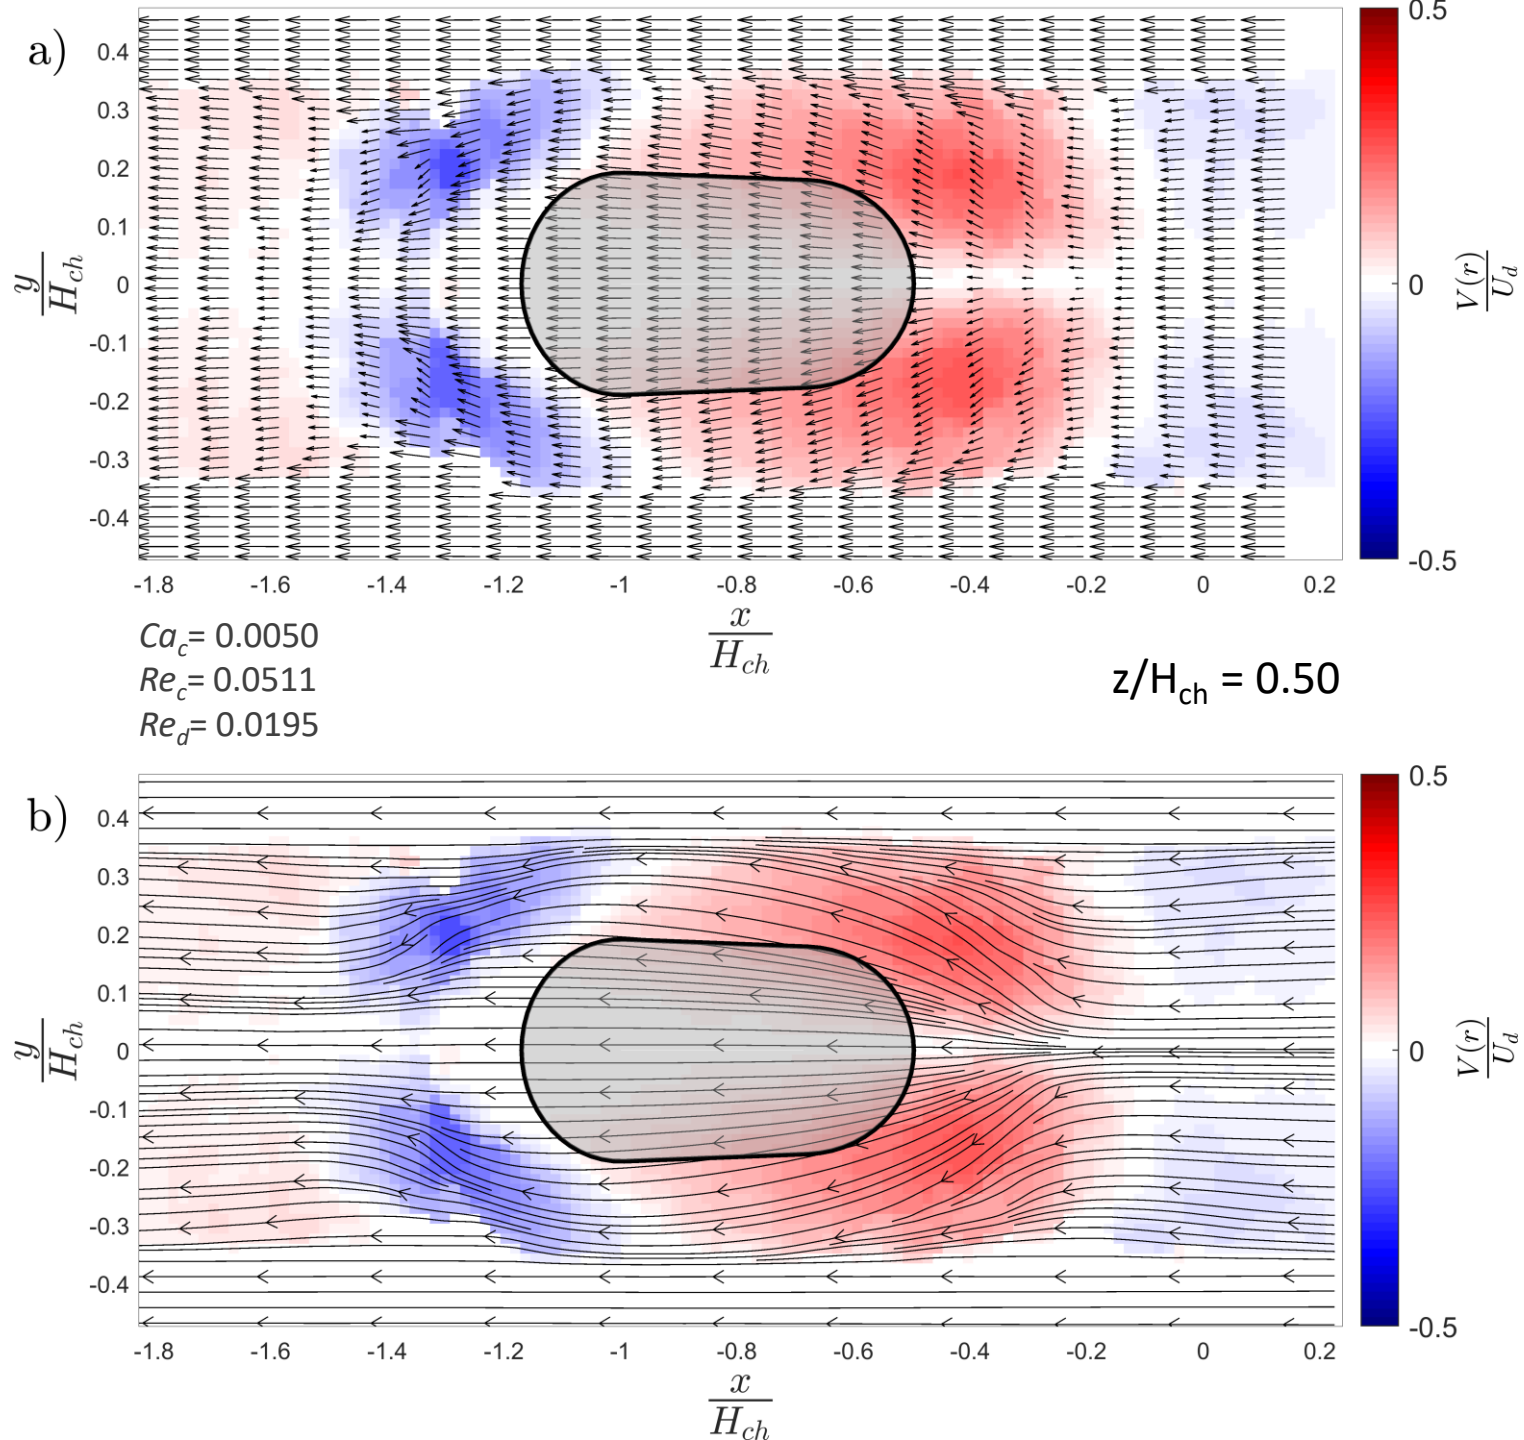 a)
0.4
0.3
0.2
0.1
0
-0.1
-0.2
-0.3
-0.4
y
H_ch
-1.8 -1.6 -1.4 -1.2 -1 -0.8 -0.6 -0.4 -0.2 0 0.2
x
H_ch
0.5
0
-0.5
V(r)
U_d
Ca_c= 0.0050
Re_c= 0.0511
Re_d= 0.0195
z/H_ch = 0.50
b)
0.4
0.3
0.2
0.1
0
-0.1
-0.2
-0.3
-0.4
y
H_ch
-1.8 -1.6 -1.4 -1.2 -1 -0.8 -0.6 -0.4 -0.2 0 0.2
x
H_ch
0.5
0
-0.5
V(r)
U_d